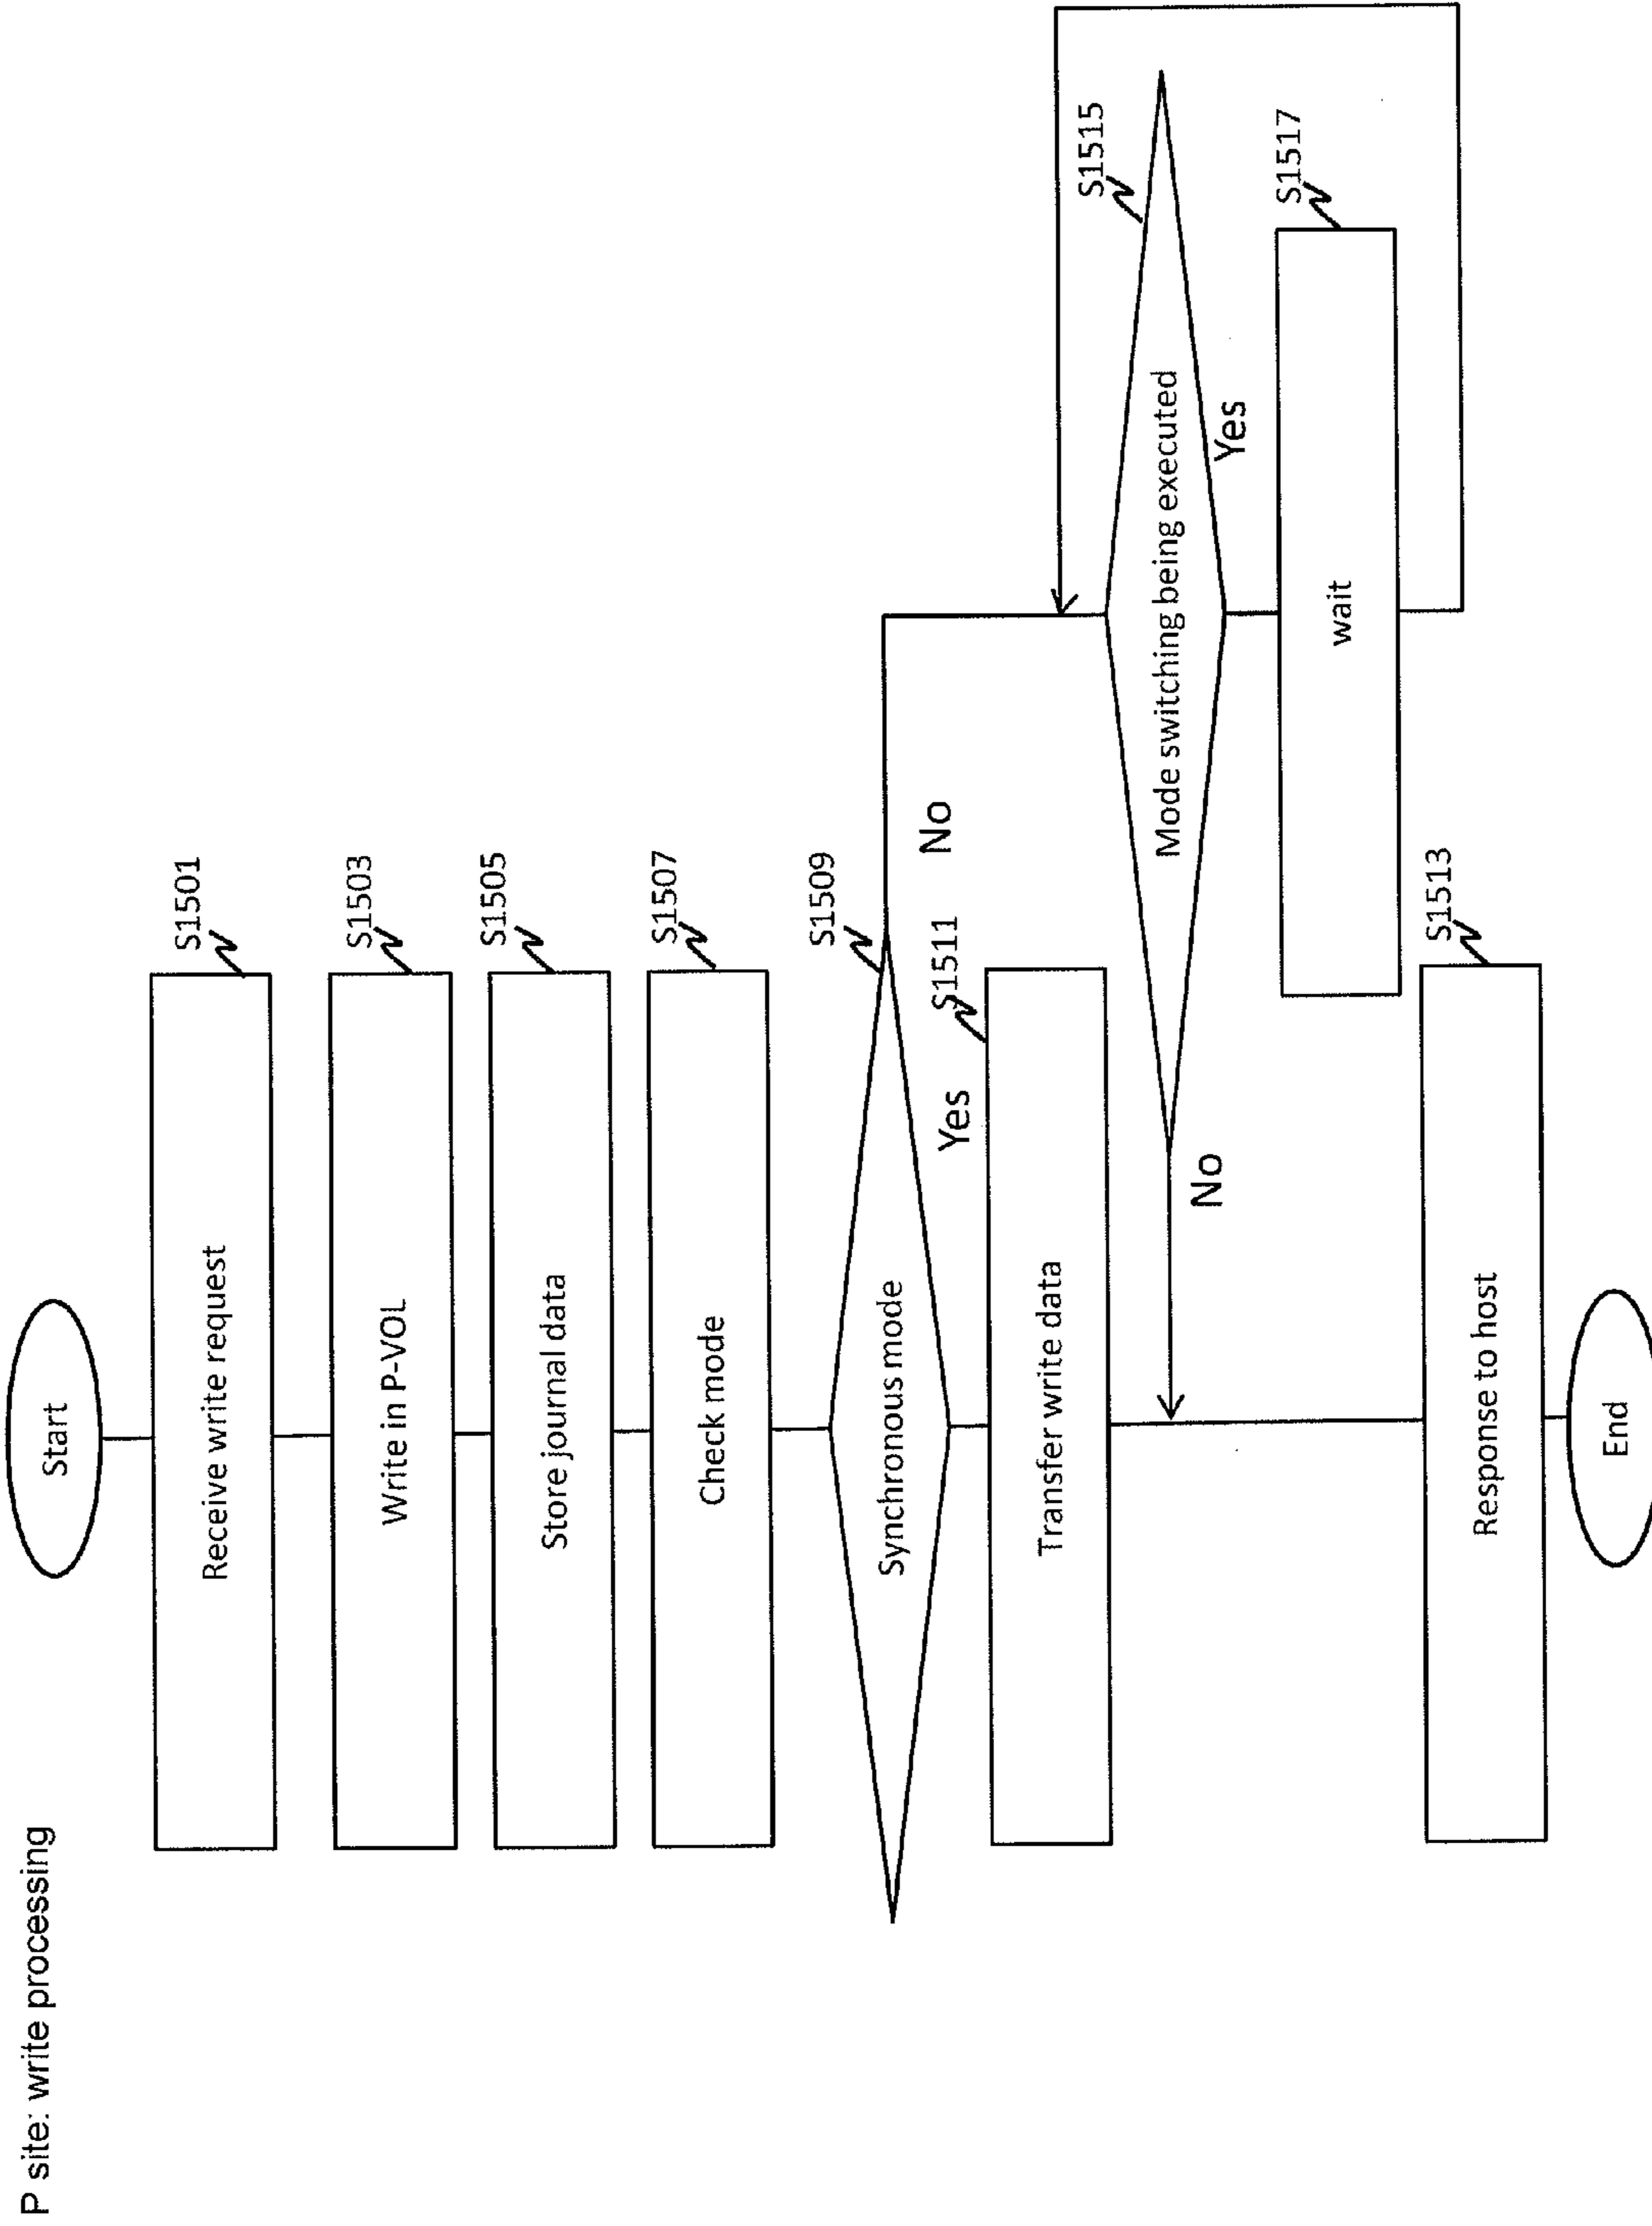 P site: write processing
Start
S1501
Receive write request
S1503
Write in P-VOL
S1505
Store journal data
S1507
Check mode
S1509
Synchronous mode
No
Yes
S1511
Transfer write data
S1515
Mode switching being executed
No
Yes
S1517
wait
S1513
Response to host
End